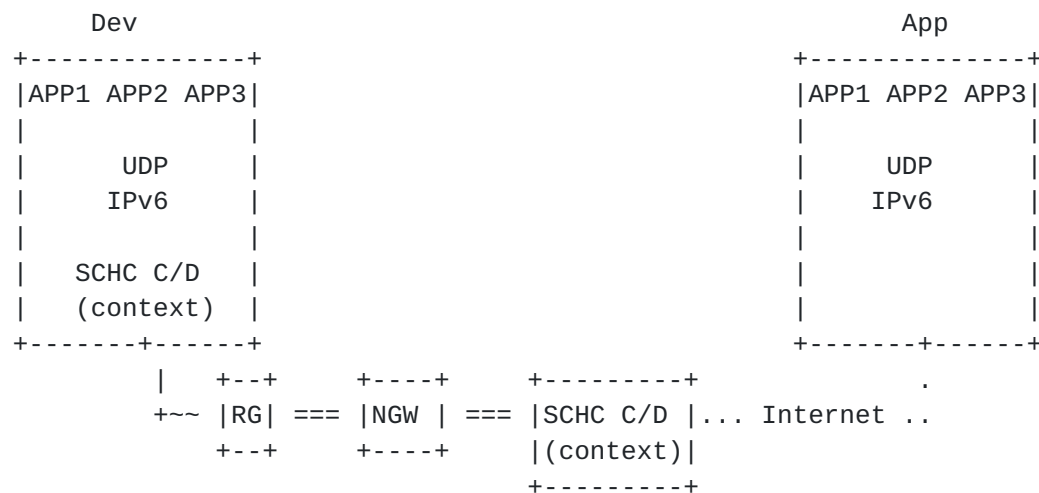 Dev App
APP1 APP2 APP3 APP1 APP2 APP3
UDP UDP
IPv6 IPv6
SCHC C/D
(context)
RG === NGW === SCHC C/D ... Internet ..
(context)